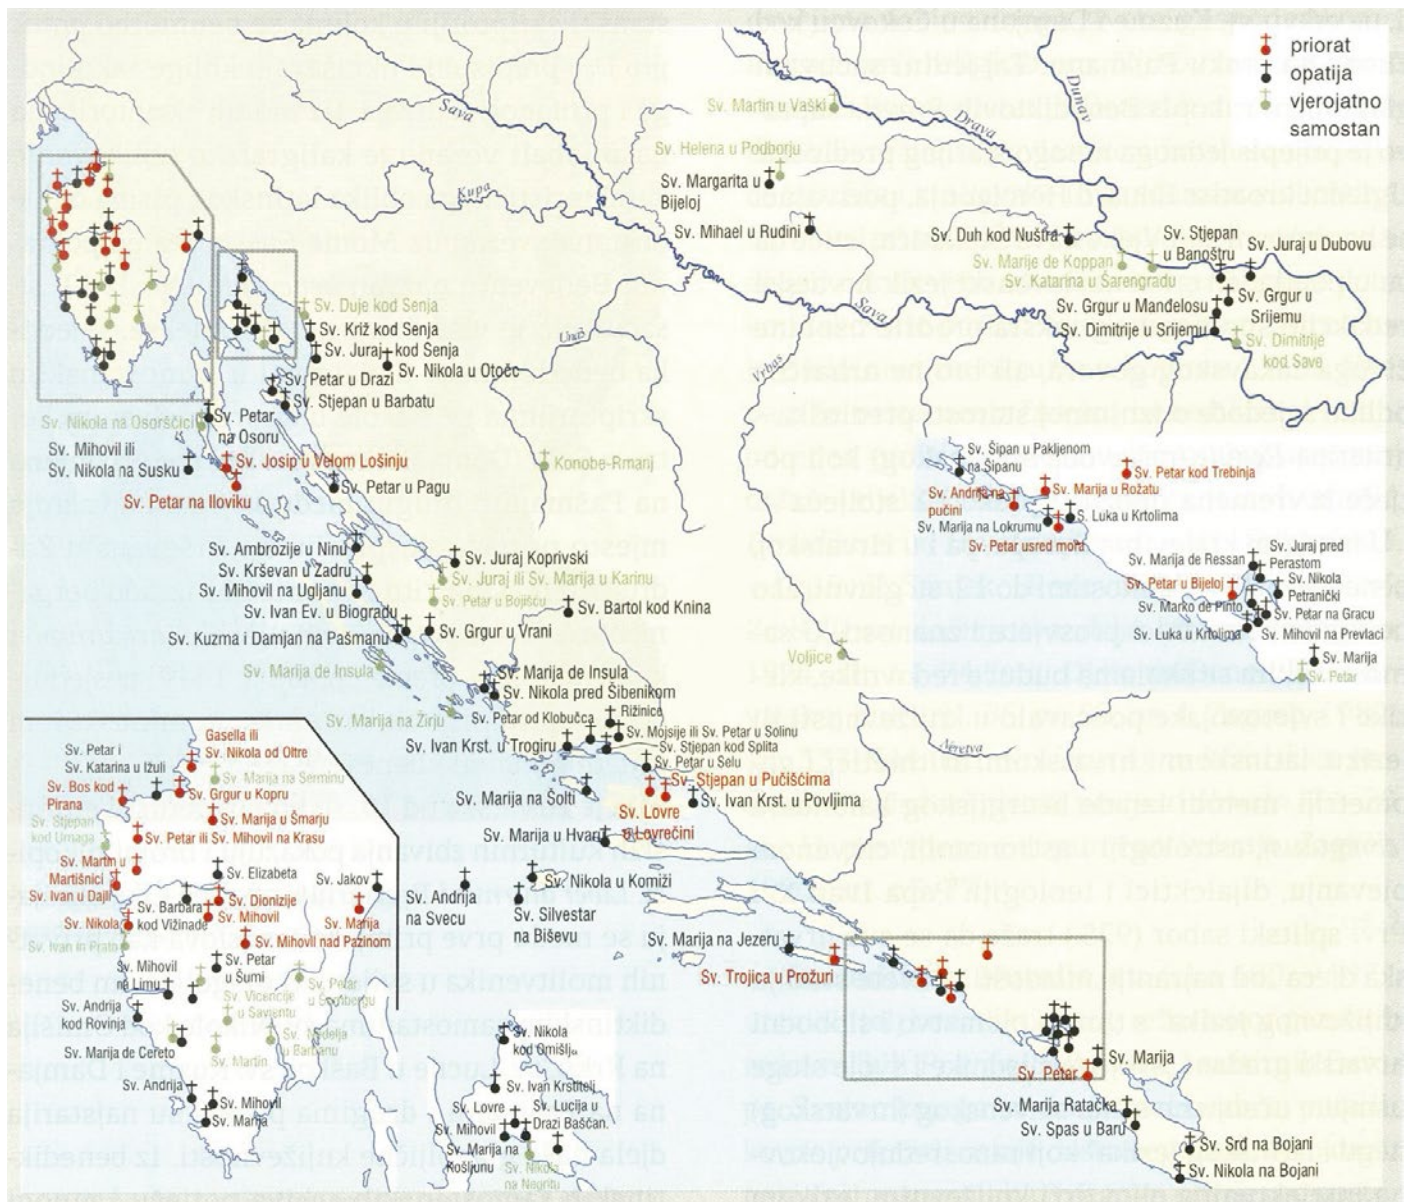 priorat
opatija
vjerojatno
samostan
Sava
Kupa
Sv. Martin u Vaški
Drava
Dunav
Sv. Helena u Podborju
Sv. Margarita u
Bijeloj
Sv. Mihael u Rudini
Sv. Duh kod Nuštra
Sv. Marije de Koppan
Sv. Katarina u Šarengradu
Sv. Stjepan
u Banoštru
Sv. Juraj u Dubovu
Sv. Grgur u Manđelosu
Sv. Grgur u
Srijemu
Sv. Dimitrije u Srijemu
Sv. Dimitrije
kod Save
Sava
Unab
Vrbas
Sv. Duje kod Senja
Sv. Križ kod Senja
Sv. Juraj kod Senja
Sv. Nikola u Otočcu
Sv. Petar u Drazi
Sv. Stjepan u Barbatu
Sv. Nikola na Osorščici
Sv. Petar
na Osoru
Sv. Mihovil ili
Sv. Nikola na Susku
Sv. Josip u Velom Lošinju
Sv. Petar na Iloviku
Sv. Petar u Pagu
Konobe-Rmanj
Sv. Ambrozije u Ninu
Sv. Krševan u Zadru
Sv. Mihovil na Ugljanu
Sv. Ivan Ev. u Biogradu
Sv. Kuzma i Damjan na Pašmanu
Sv. Juraj Koprivski
Sv. Juraj ili Sv. Marija u Karinu
Sv. Petar u Bojišću
Sv. Grgur u Vrani
Sv. Bartol kod Knina
Sv. Marija de Insula
Sv. Marija de Insula
Sv. Nikola pred Šibenikom
Sv. Marija na Žirju
Sv. Petar od Klobučca
Rižinice
Sv. Mojsije ili Sv. Petar u Solinu
Sv. Stjepan kod Splita
Sv. Petar u Selu
Sv. Ivan Krst. u Trogiru
Voljice
Neretva
Sv. Marija na Šolti
Sv. Stjepan u Pučišćima
Sv. Ivan Krst. u Povljima
Sv. Lovre
u Lovrečini
Sv. Marija u Hvaru
Sv. Nikola u Komiži
Sv. Andrija
na Svecu
Sv. Silvestar
na Biševu
Sv. Marija na Jezeru
Sv. Trojica u Prožuri
Sv. Marija
Sv. Petar
Sv. Marija Ratačka
Sv. Spas u Baru
Sv. Srđ na Bojani
Sv. Nikola na Bojani
Sv. Šipan u Pakljenom
na Šipanu
Sv. Petar kod Trebinja
Sv. Andrija na
pučini
Sv. Marija u Rožatu
Sv. Marija na Lokrumu
S. Luka u Krtolima
Sv. Petar usred mora
Sv. Marija de Ressan
Sv. Juraj pred
Perastom
Sv. Petar u Bijeloj
Sv. Nikola
Petranički
Sv. Marko de Pinto
Sv. Petar na Gracu
Sv. Luka u Krtolima
Sv. Mihovil na Prevlaci
Sv. Marija
Sv. Petar
Gasella ili
Sv. Nikola od Oltre
Sv. Petar i
Katarina u Ižuli
Sv. Marija na Serminu
Sv. Bos kod
Pirana
Sv. Grgur u Kopru
Sv. Marija u Šmarju
Sv. Stjepan
kod Umaga
Sv. Petar ili Sv. Mihovil na Krasu
Sv. Martin u
Martišnici
Sv. Elizabeta
Sv. Ivan u Dajli
Sv. Jakov
Sv. Barbara
kod Vižinade
Sv. Dionizije
Sv. Mihovil
Sv. Nikola
Sv. Marija
Sv. Ivan in Prato
Sv. Mihovil nad Pazinom
Sv. Mihovil
na Limu
Sv. Petar
u Šumi
Sv. Petar
Sv. Andrija
kod Rovinja
Sv. Vicencije
u Savičentu
Sv. Nedelja
u Barbanu
Sv. Marija de Cereto
Sv. Martin
Sv. Andrija
Sv. Mihovil
Sv. Marija
Sv. Nikola
kod Omišlja
Sv. Ivan Krstitelj
Sv. Lovre
Sv. Lucija u
Drazi Bašćan.
Sv. Mihovil
Sv. Marija na
Košljunu
Sv. Nikola
na Negritu